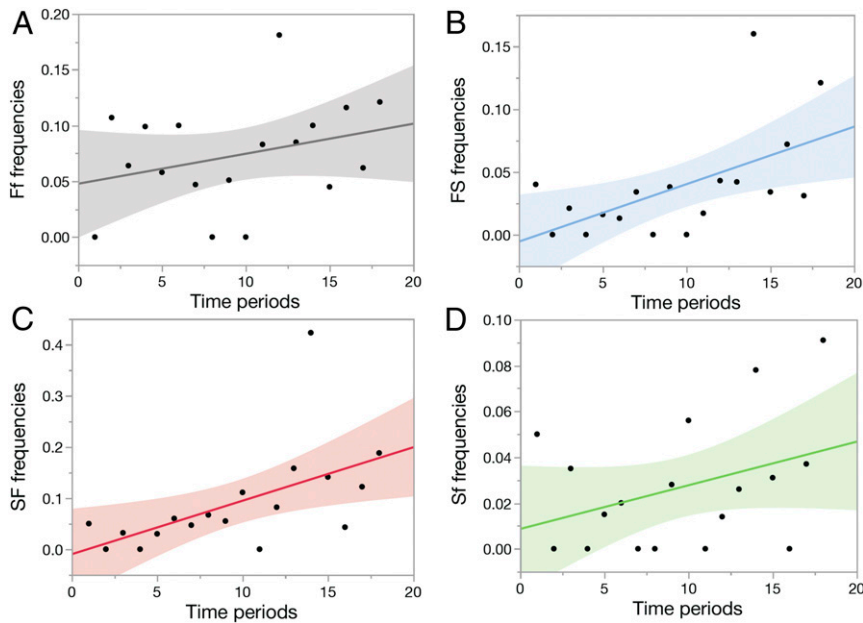 A
Ff frequencies
0.20
0.15
0.10
0.05
0.00
0 5 10 15 20
Time periods
B
FS frequencies
0.15
0.10
0.05
0.00
0 5 10 15 20
Time periods
C
SF frequencies
0.4
0.3
0.2
0.1
0.0
0 5 10 15 20
Time periods
D
Sf frequencies
0.10
0.08
0.06
0.04
0.02
0.00
0 5 10 15 20
Time periods